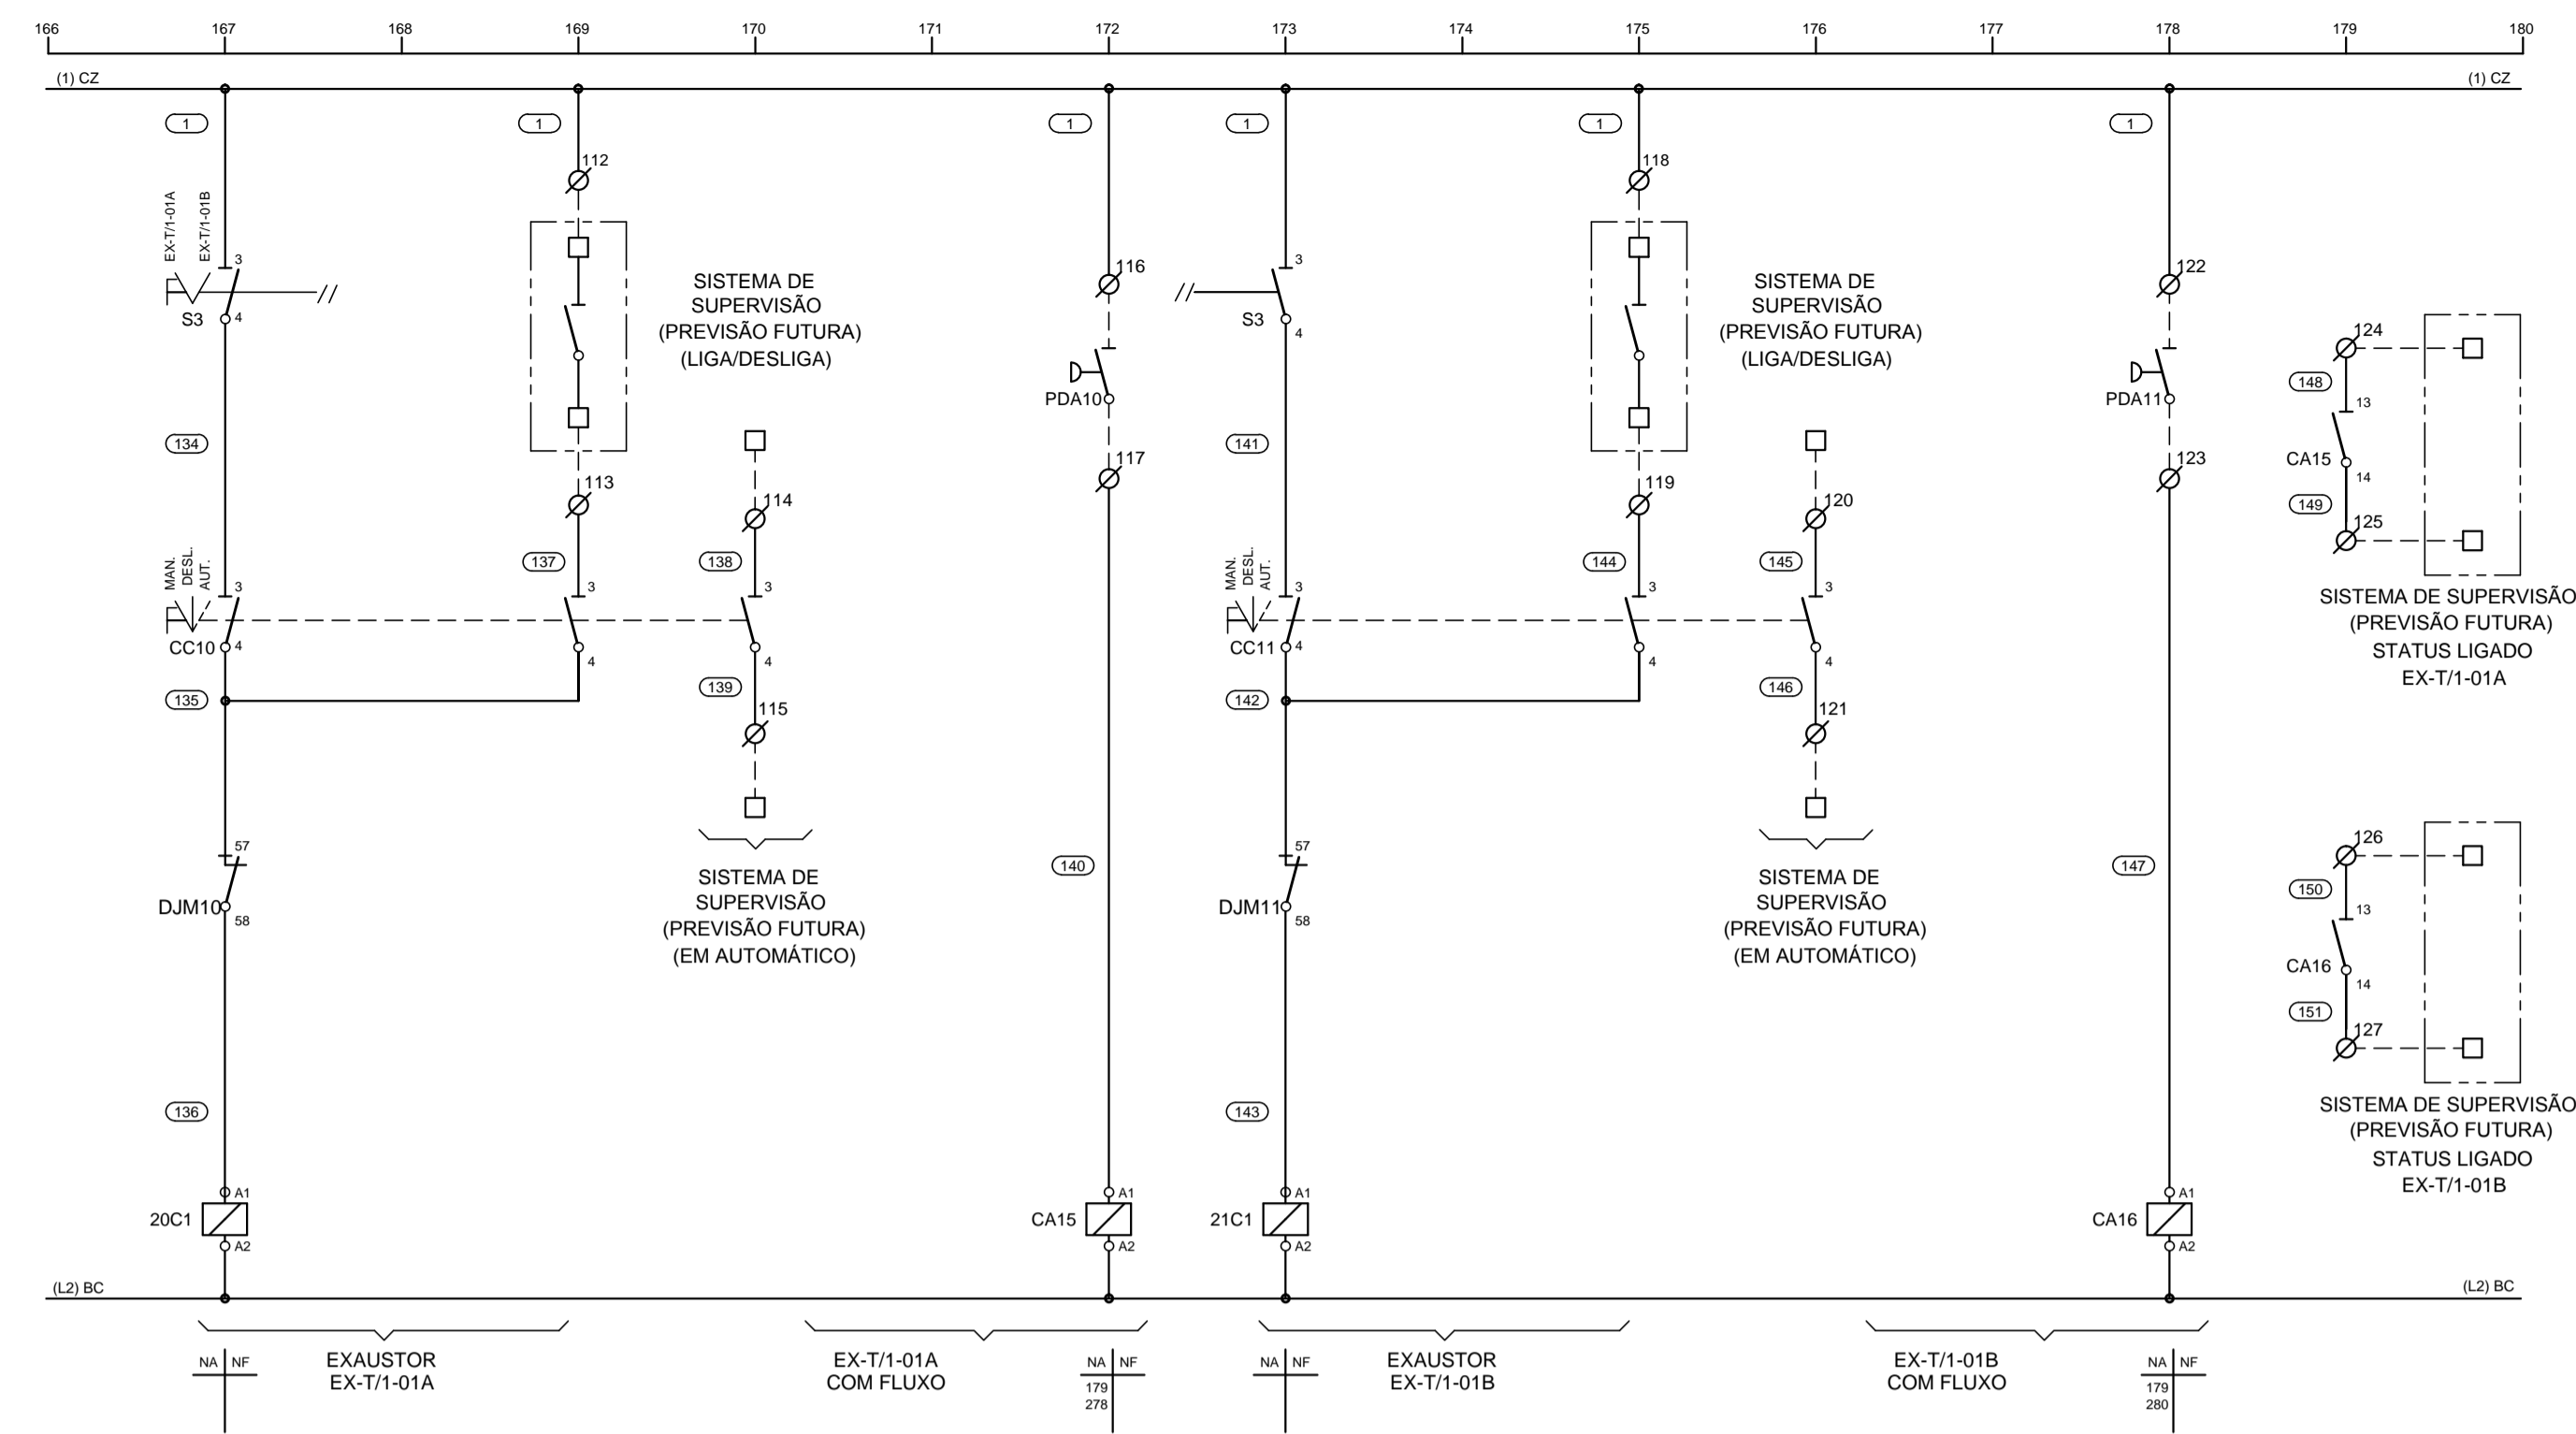 166 167 168 169 170 171 172 173 174 175 176 177 178 179 180
(1) CZ (1) CZ
1 1 1 1 1 1
112 118
EX-T/1-01A
EX-T/1-01B
3
S3 4
SISTEMA DE
SUPERVISÃO
(PREVISÃO FUTURA)
(LIGA/DESLIGA)
116
PDA10
117
3
S3
4
SISTEMA DE
SUPERVISÃO
(PREVISÃO FUTURA)
(LIGA/DESLIGA)
122
PDA11
123
124
148
13
CA15
14
149
125
SISTEMA DE SUPERVISÃO
(PREVISÃO FUTURA)
STATUS LIGADO
EX-T/1-01A
134
113
114
137
138
MAN.
DESL.
AUT.
3 3 3
CC10 4
4 4
135
139
115
SISTEMA DE
SUPERVISÃO
(PREVISÃO FUTURA)
(EM AUTOMÁTICO)
57
DJM10
58
136
140
141
119
120
144
145
MAN.
DESL.
AUT.
3 3 3
CC11 4
4 4
142
146
121
SISTEMA DE
SUPERVISÃO
(PREVISÃO FUTURA)
(EM AUTOMÁTICO)
57
DJM11
58
143
147
126
150
13
CA16
14
151
127
SISTEMA DE SUPERVISÃO
(PREVISÃO FUTURA)
STATUS LIGADO
EX-T/1-01B
A1 A1 A1 A1
20C1 CA15 21C1 CA16
A2 A2 A2 A2
(L2) BC (L2) BC
NA NF
EXAUSTOR
EX-T/1-01A
EX-T/1-01A
COM FLUXO
NA NF
179
278
NA NF
EXAUSTOR
EX-T/1-01B
EX-T/1-01B
COM FLUXO
NA NF
179
280